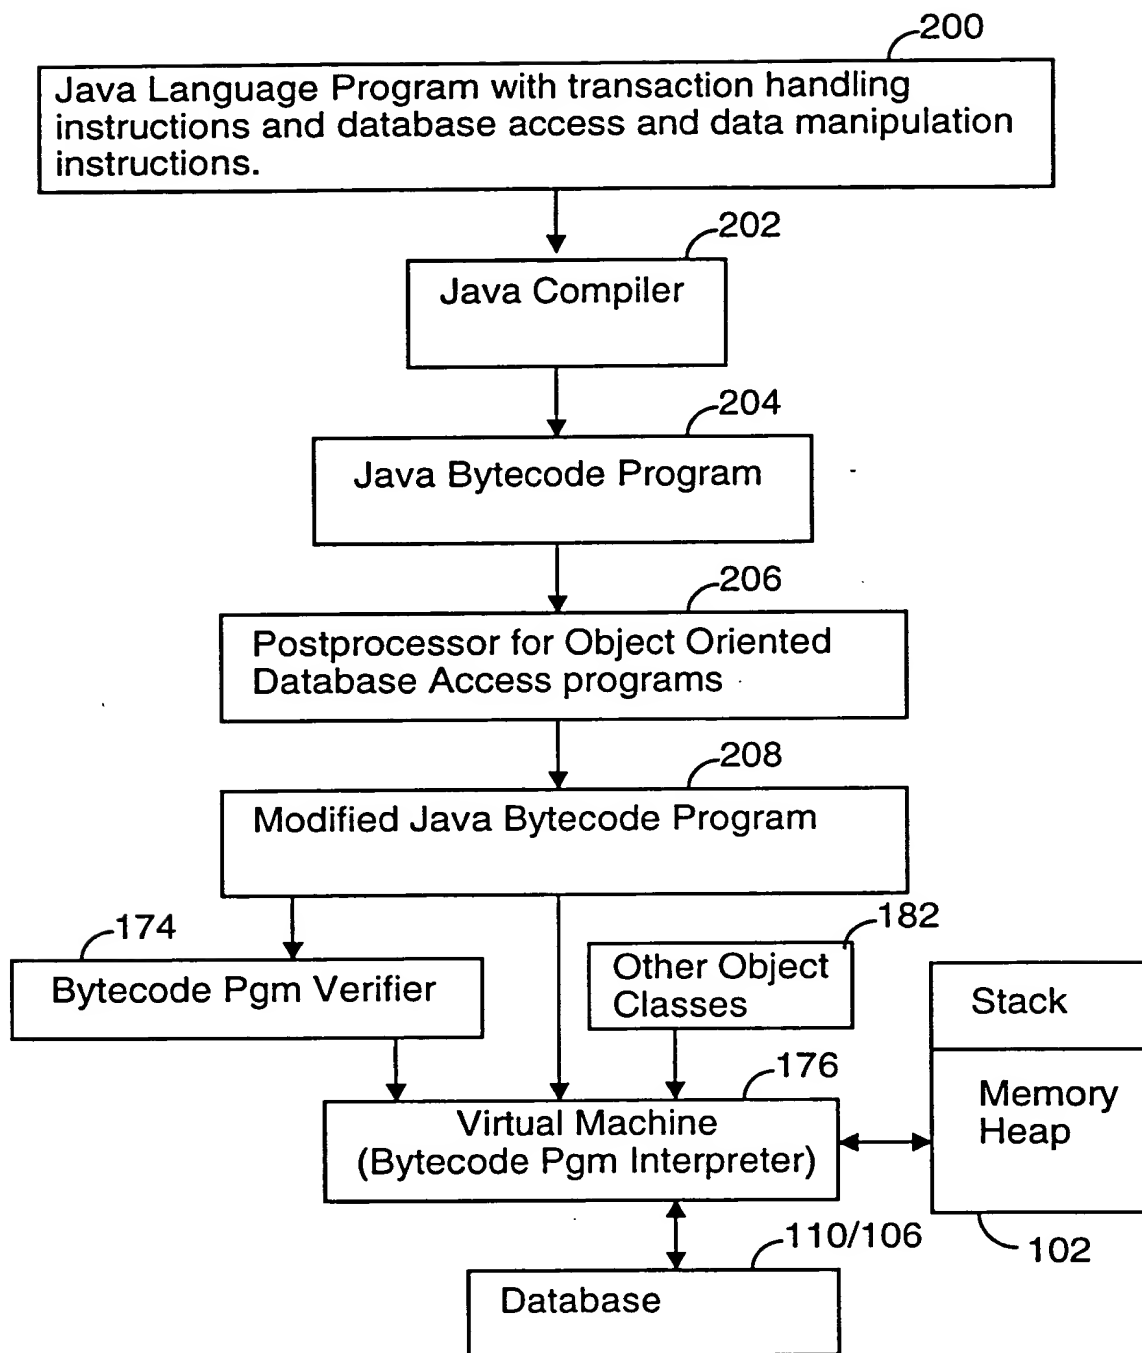 200
Java Language Program with transaction handling
instructions and database access and data manipulation
instructions.
202
Java Compiler
204
Java Bytecode Program
206
Postprocessor for Object Oriented
Database Access programs
208
Modified Java Bytecode Program
174
Bytecode Pgm Verifier
182
Other Object
Classes
Stack
Memory
Heap
102
176
Virtual Machine
(Bytecode Pgm Interpreter)
110/106
Database